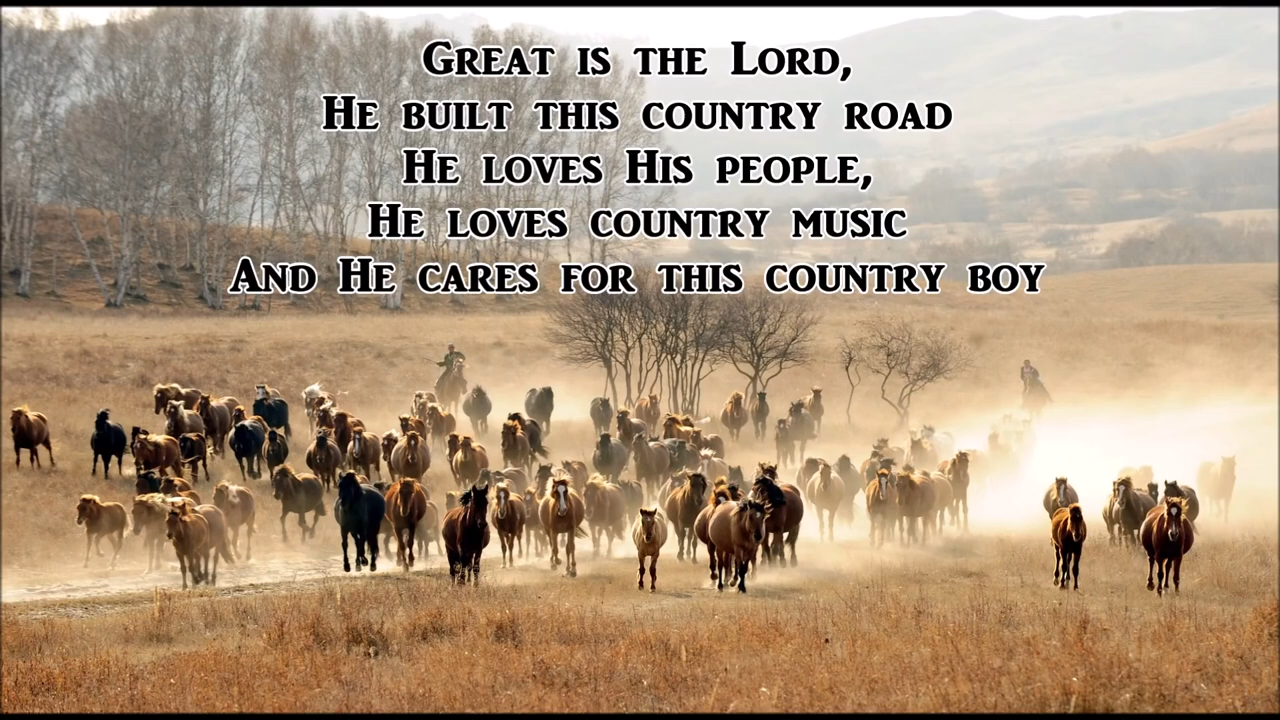 Great is the Lord,
He built this country road
He loves His people,
He loves country music
And He cares for this country boy